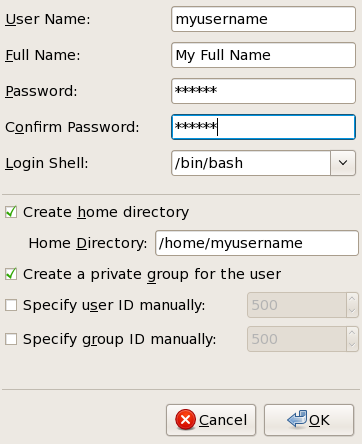 User Name: myusername
Full Name: My Full Name
Password: ******
Confirm Password: ******
Login Shell: /bin/bash
Create home directory
Home Directory: /home/myusername
Create a private group for the user
Specify user ID manually: 500
Specify group ID manually: 500
Cancel OK